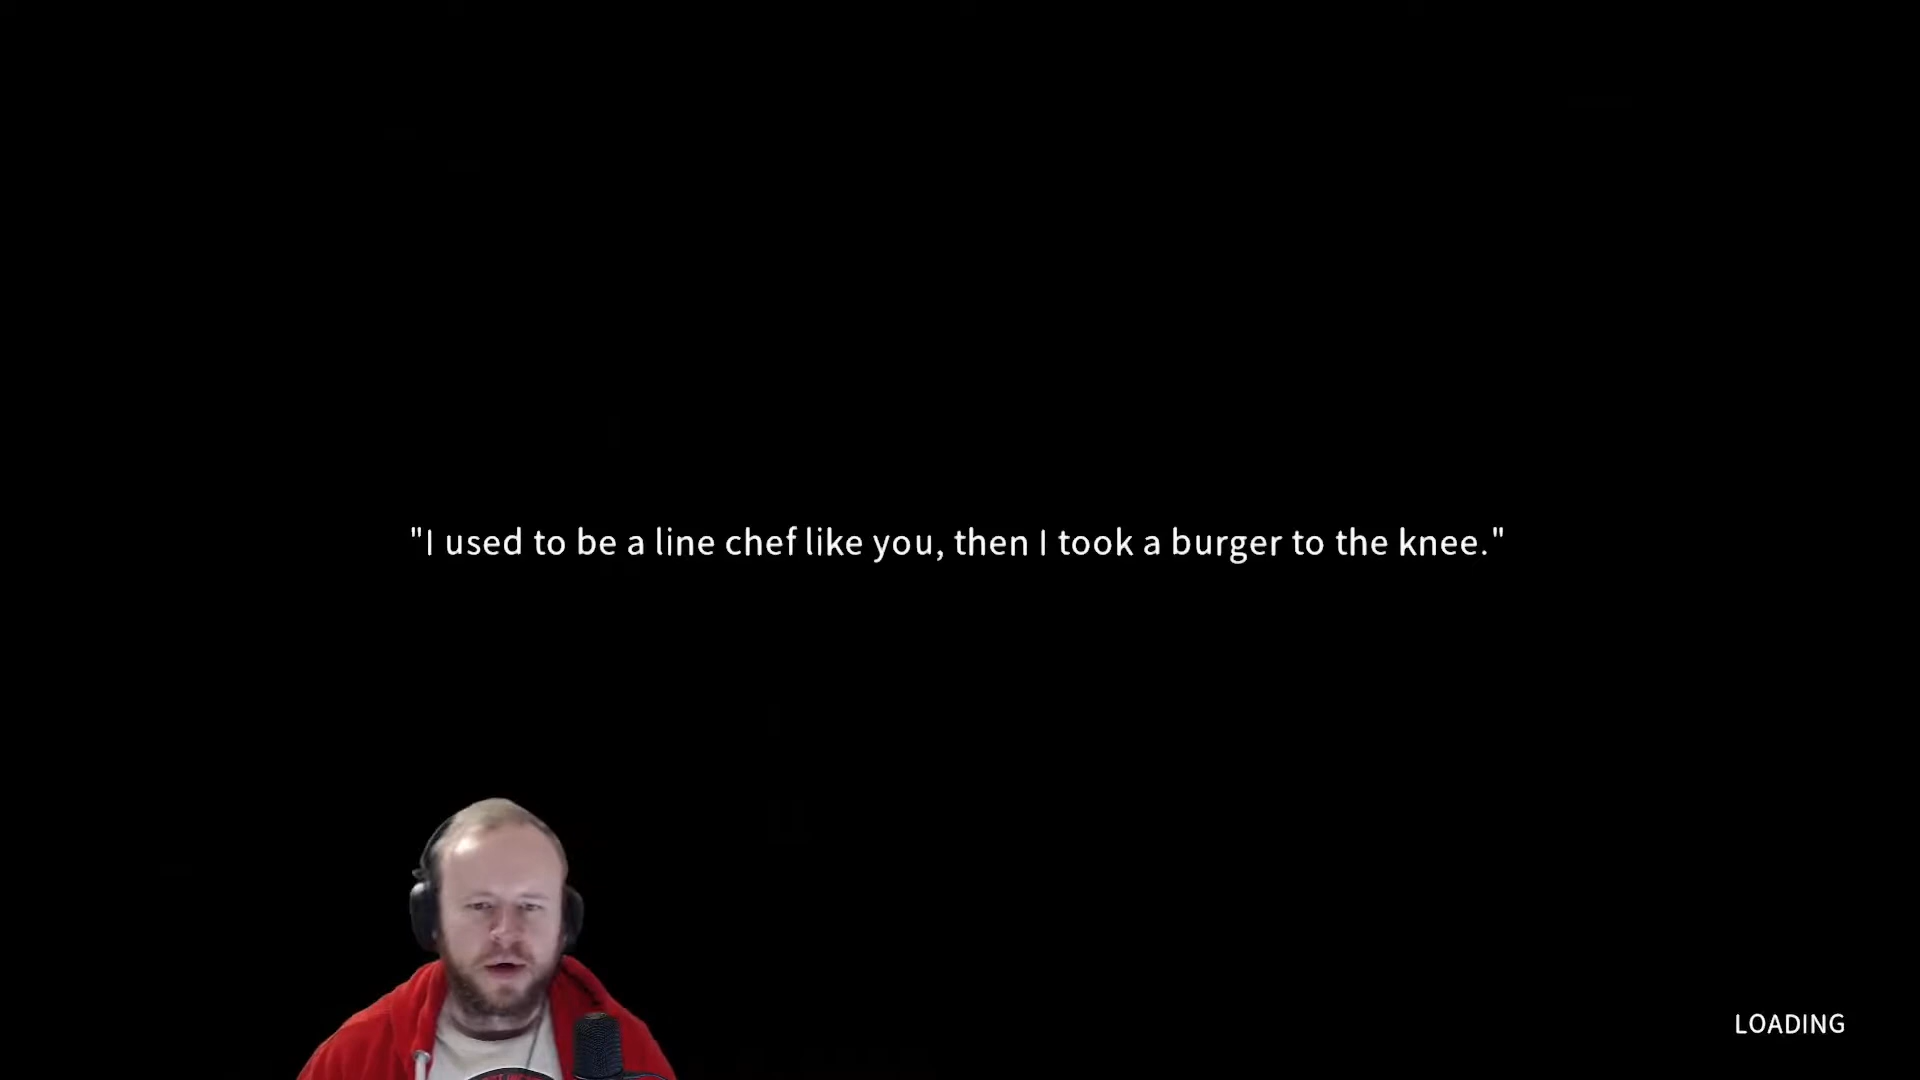 "I used to be a line chef like you, then I took a burger to the knee."
LOADING